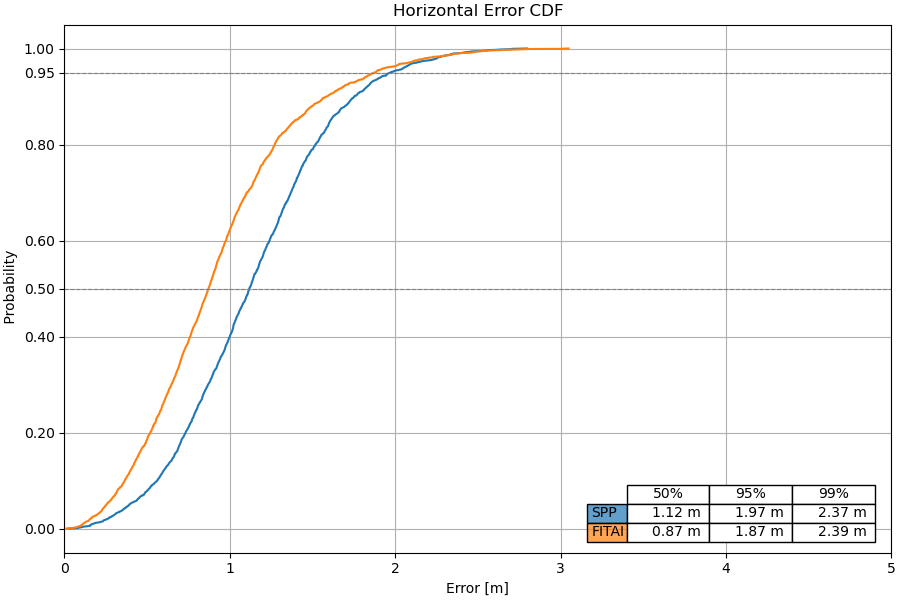 Horizontal Error CDF
1.00
0.95
0.80
0.60
0.50
0.40
0.20
0.00
Probability
50% 95% 99%
SPP 1.12 m 1.97 m 2.37 m
FITAI 0.87 m 1.87 m 2.39 m
0 1 2 3 4 5
Error [m]